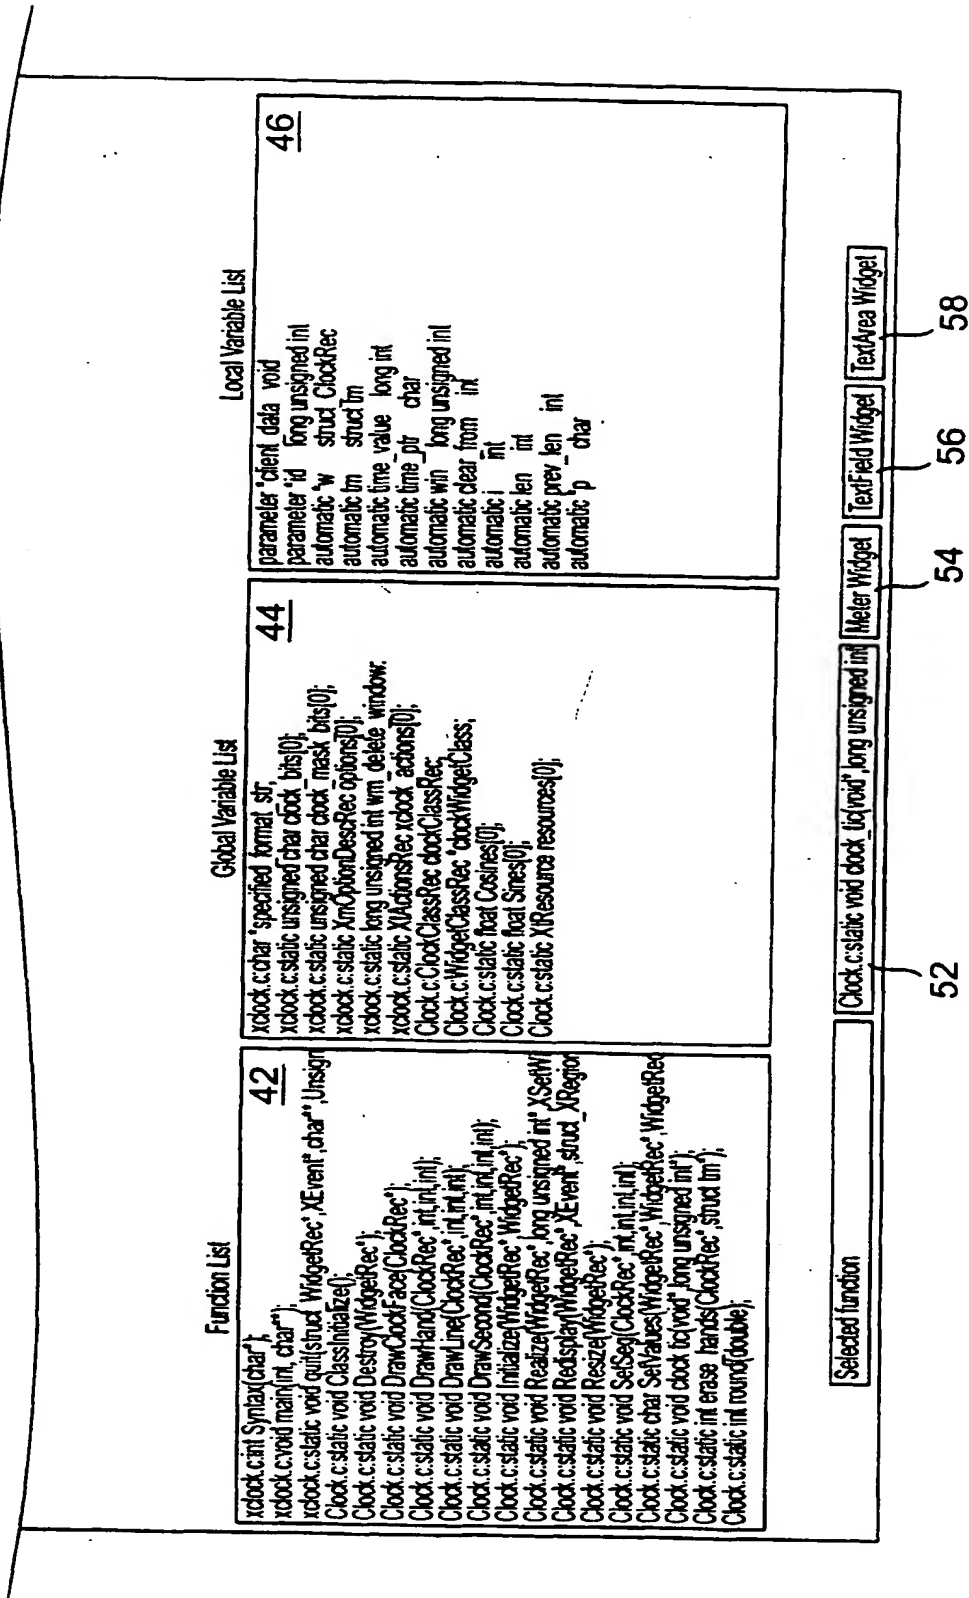 Function List
42
xclock.c:int Syntax(char*);
xclock.c:void main(int, char**);
xclock.c:static void quit(struct_WidgetRec*,XEvent*,char**,Unsign
Clock.c:static void ClassInitialize();
Clock.c:static void Destroy(WidgetRec*);
Clock.c:static void DrawClockFace(ClockRec*);
Clock.c:static void DrawHand(ClockRec*,int,int,int);
Clock.c:static void DrawLine(ClockRec*,int,int,int);
Clock.c:static void DrawSecond(ClockRec*,int,int,int,int);
Clock.c:static void Initialize(WidgetRec*,WidgetRec*);
Clock.c:static void Realize(WidgetRec*,long unsigned int*,XSetWi
Clock.c:static void Redisplay(WidgetRec*,XEvent*,struct_XRegion
Clock.c:static void Resize(WidgetRec*);
Clock.c:static void SetSeg(ClockRec*,int,int,int,int);
Clock.c:static char SetValues(WidgetRec*,WidgetRec*,WidgetRec
Clock.c:static void clock tic(void*,long unsigned int*);
Clock.c:static int erase_hands(ClockRec*,struct tm*);
Clock.c:static int round(double);
Global Variable List
44
xclock.c:char *specified_format_str;
xclock.c:static unsigned char clock_bits[0];
xclock.c:static unsigned char clock_mask_bits[0];
xclock.c:static XmOptionDescRec options[0];
xclock.c:static long unsigned int wm_delete_window;
xclock.c:static XtActionsRec xclock_actions[0];
Clock.c:ClockClassRec clockClassRec;
Clock.c:WidgetClassRec *clockWidgetClass;
Clock.c:static float Cosines[0];
Clock.c:static float Sines[0];
Clock.c:static XtResource resources[0];
Local Variable List
46
parameter *client_data void
parameter *id long unsigned int
automatic *w struct ClockRec
automatic tm struct tm
automatic time_value long int
automatic time_ptr char
automatic win long unsigned int
automatic clear_from int
automatic i int
automatic len int
automatic prev_len int
automatic *p_ char
Selected function
Clock.c:static void clock_tic(void*,long unsigned int
Meter Widget
TextField Widget
TextArea Widget
52
54
56
58